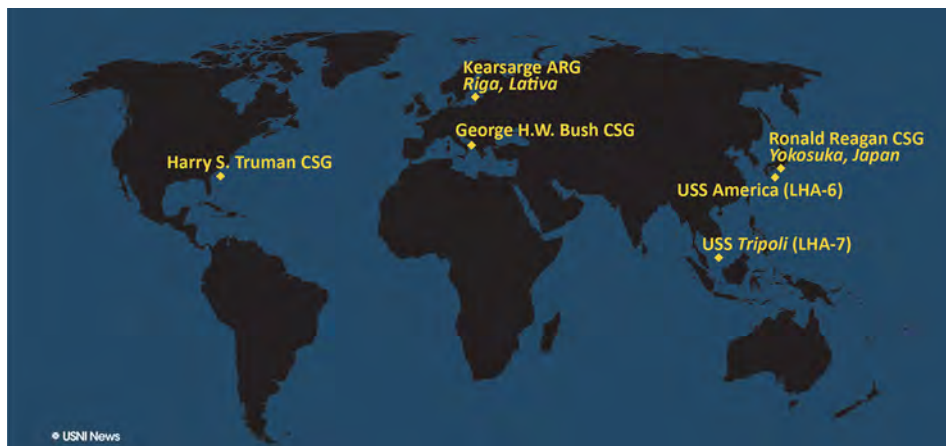 Kearsarge ARG
Riga, Lativa
George H.W. Bush CSG
Harry S. Truman CSG
Ronald Reagan CSG
Yokosuka, Japan
USS America (LHA-6)
USS Tripoli (LHA-7)
USNI News